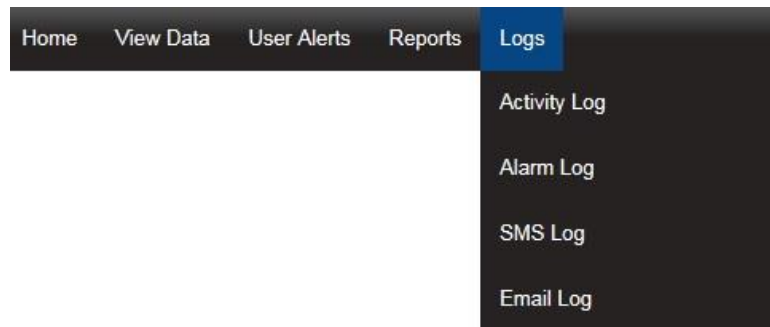 Home View Data User Alerts Reports Logs
Activity Log
Alarm Log
SMS Log
Email Log